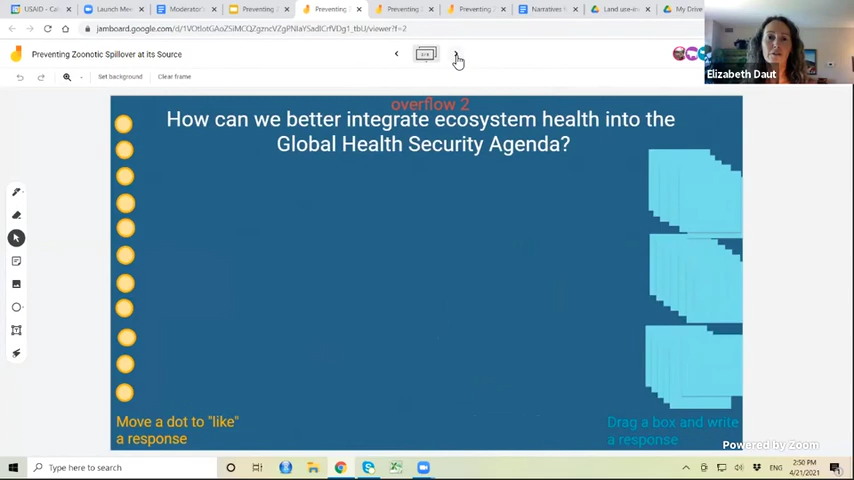 USAID - Cal
Launch Me
Moderator's
Preventing
Preventing
Preventing
Preventing
Narratives
Land use-in
My Drive
jamboard.google.com/d/
/viewer?f=2
Preventing Zoonotic Spillover at its Source
Elizabeth Daut
Set background
Clear frame
overflow 2
How can we better integrate ecosystem health into the
Global Health Security Agenda?
Move a dot to "like"
a response
Drag a box and write
a response
Powered by Zoom
Type here to search
ENG
2:50 PM
4/21/2021